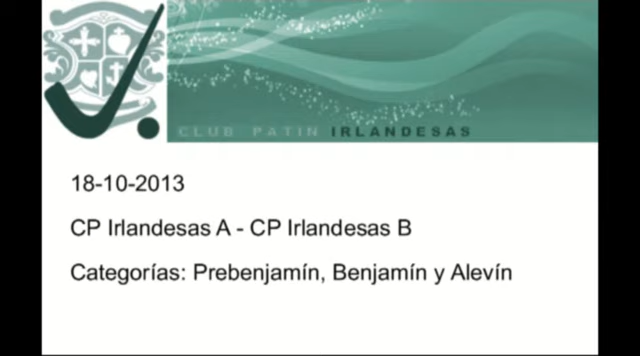 CLUB PATIN IRLANDESAS
18-10-2013
CP Irlandesas A - CP Irlandesas B
Categorías: Prebenjamín, Benjamín y Alevín